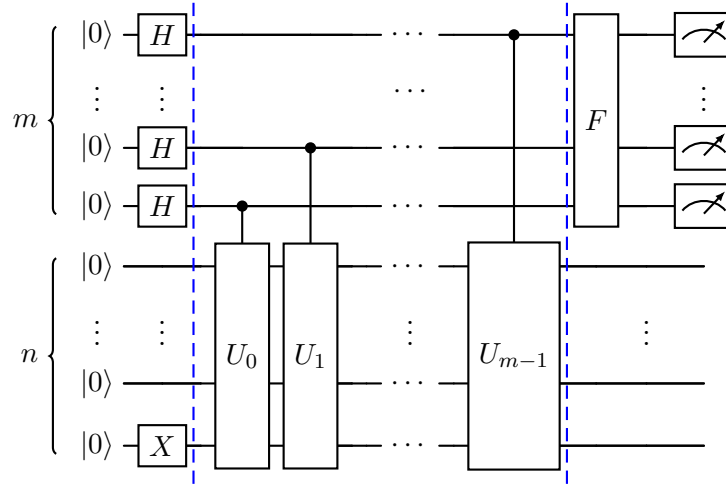 |0⟩ H ⋯
m ⋮ ⋮ ⋯ F ⋮
|0⟩ H ⋯
|0⟩ H ⋯
|0⟩ ⋯
n ⋮ ⋮ U₀ U₁ ⋮ Uₘ₋₁ ⋮
|0⟩ ⋯
|0⟩ X ⋯